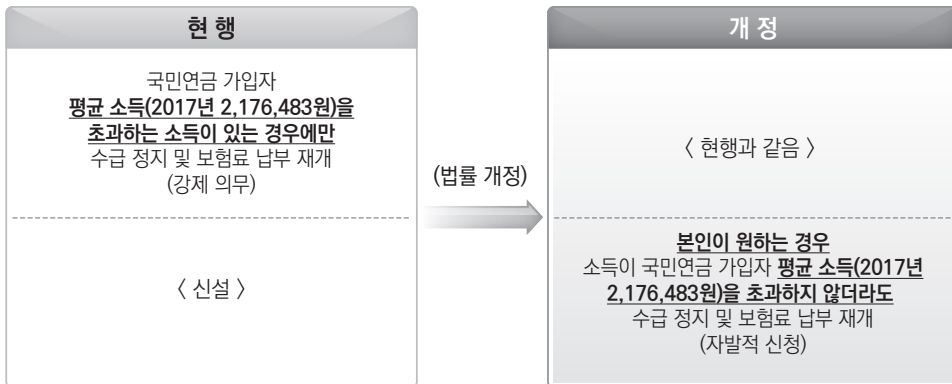 현 행
국민연금 가입자
평균 소득(2017년 2,176,483원)을
초과하는 소득이 있는 경우에만
수급 정지 및 보험료 납부 재개
(강제 의무)
〈 신설 〉
(법률 개정)
개 정
〈 현행과 같음 〉
본인이 원하는 경우
소득이 국민연금 가입자 평균 소득(2017년
2,176,483원)을 초과하지 않더라도
수급 정지 및 보험료 납부 재개
(자발적 신청)